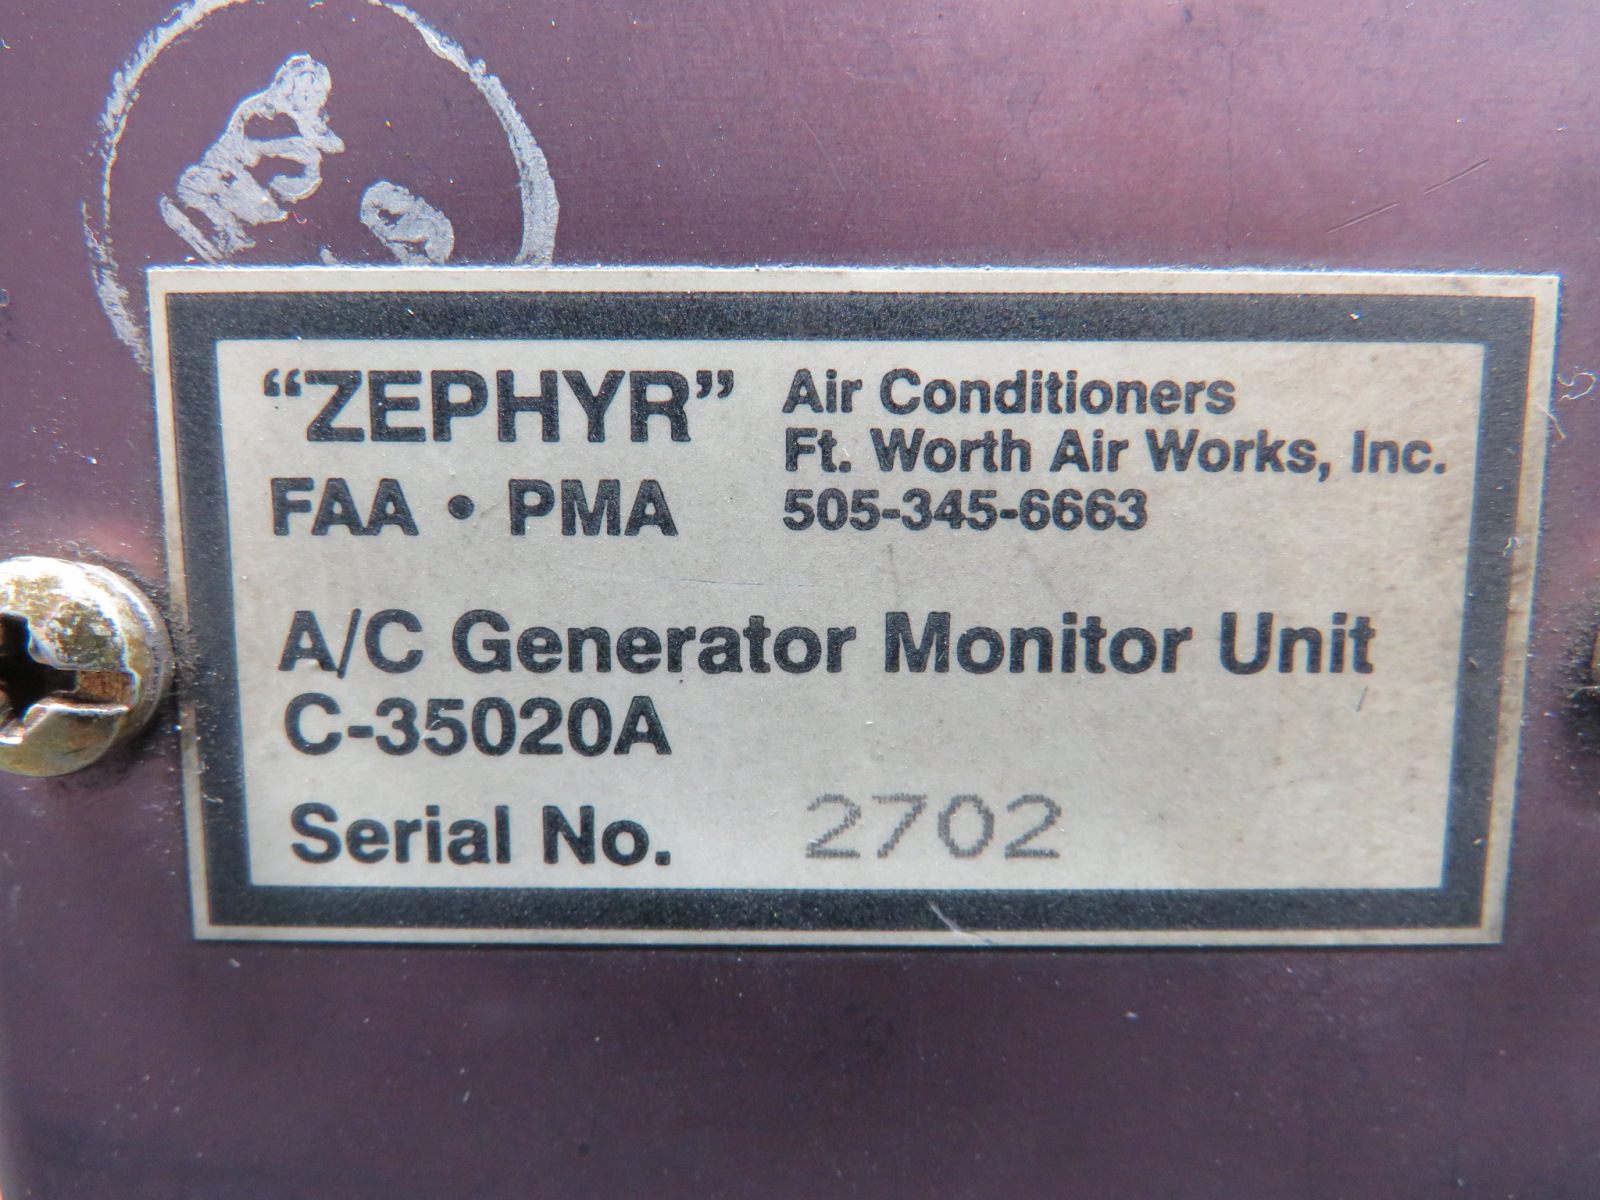 "ZEPHYR"
FAA • PMA
Air Conditioners
Ft. Worth Air Works, Inc.
505-345-6663
A/C Generator Monitor Unit
C-35020A
Serial No. 2702